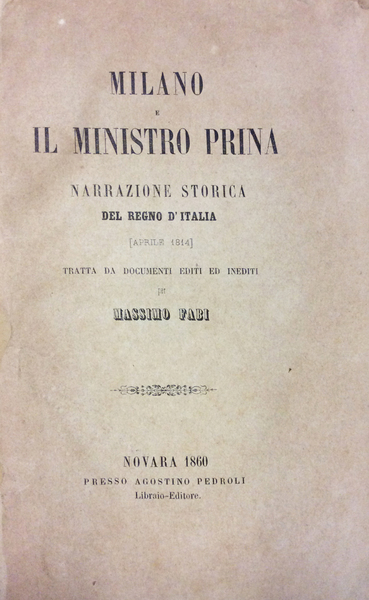 MILANO
E
IL MINISTRO PRINA
NARRAZIONE STORICA
DEL REGNO D'ITALIA
[APRILE 1814]
TRATTA DA DOCUMENTI EDITI ED INEDITI
per
MASSIMO FABI
NOVARA 1860
PRESSO AGOSTINO PEDROLI
Libraio-Editore.